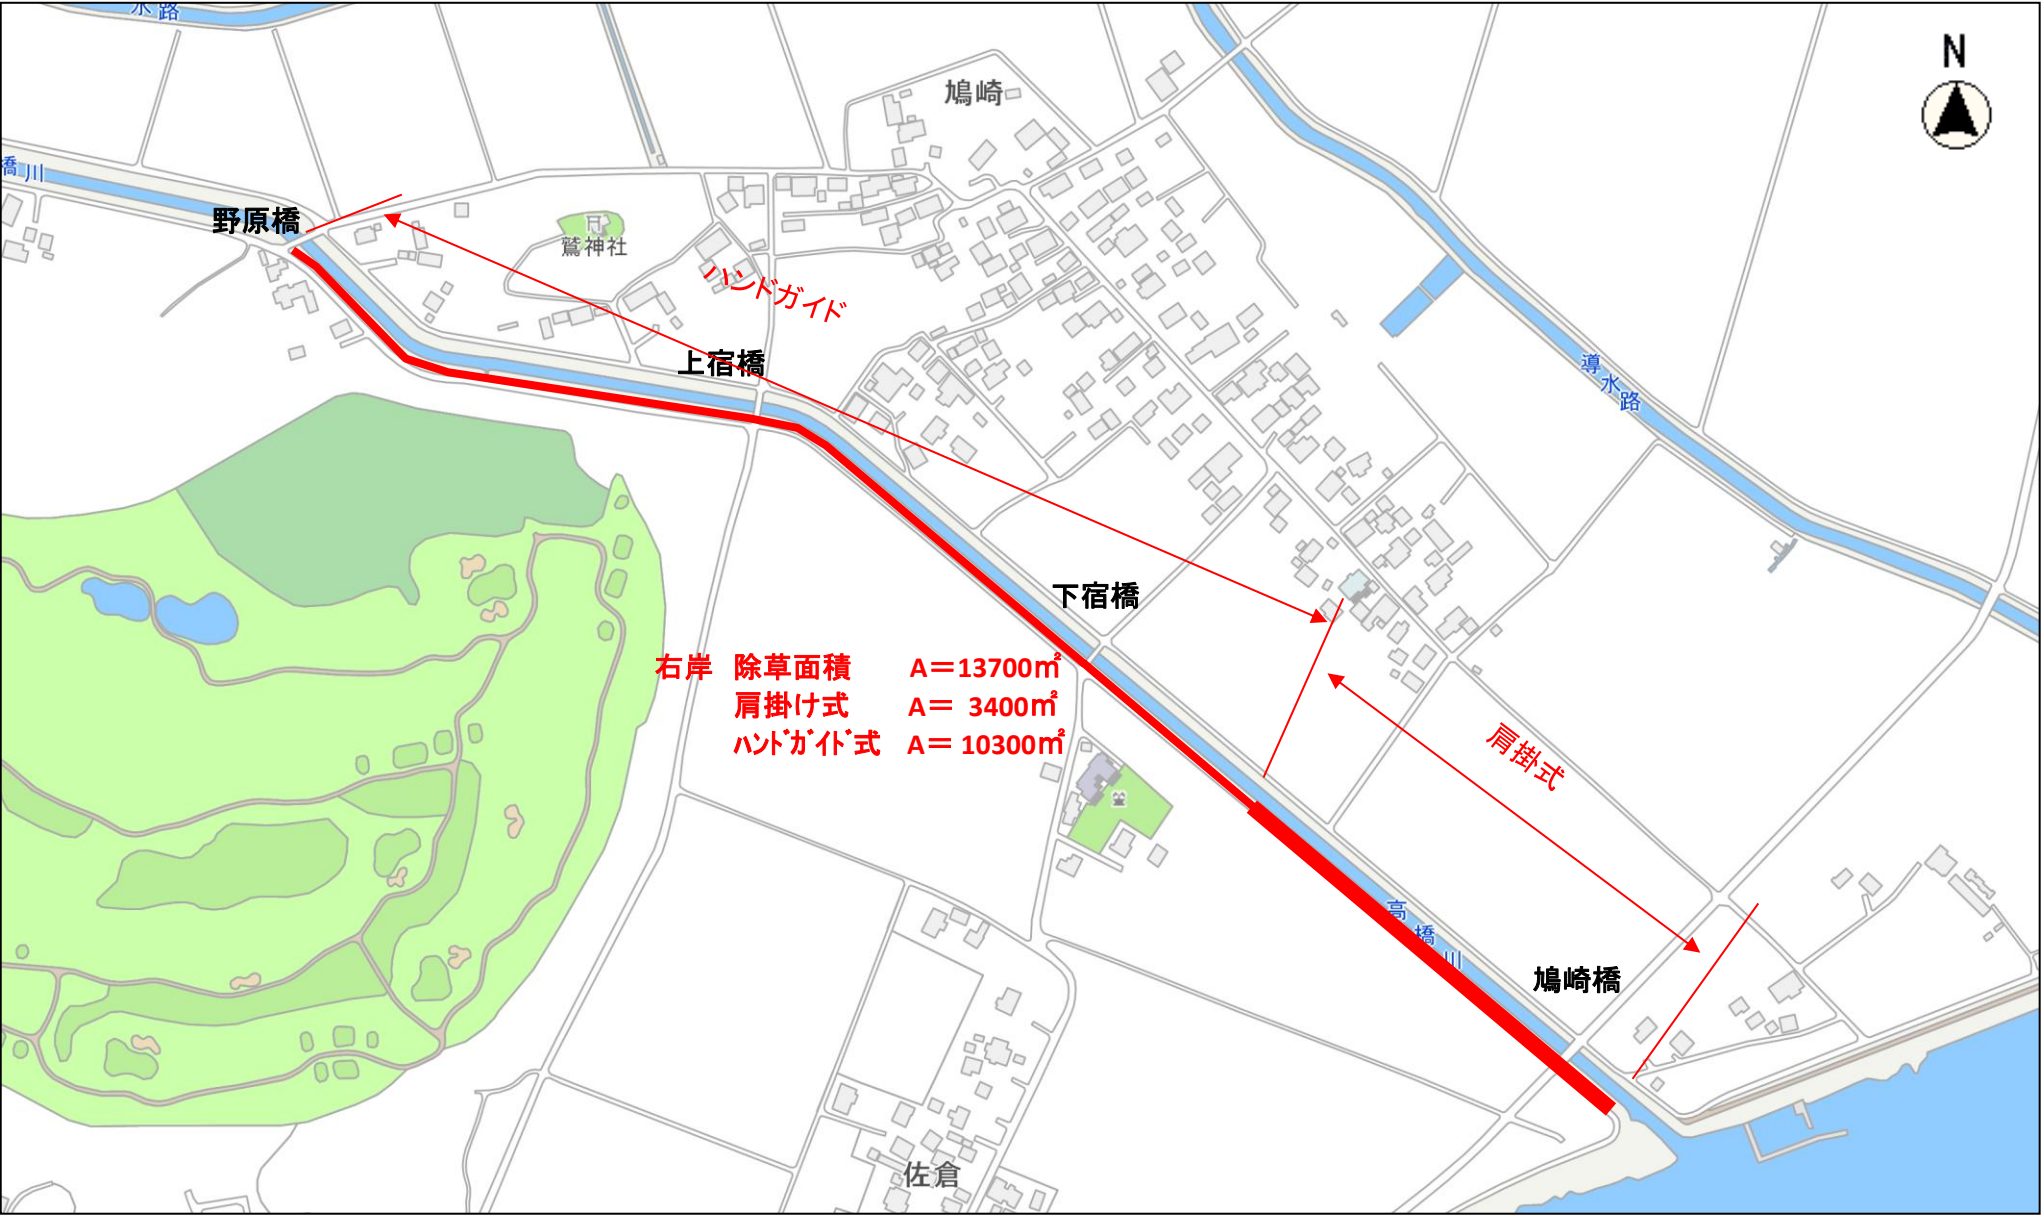 水路
N
鳩崎
橋川
野原橋
鷲神社
ハンドガイド
上宿橋
導水路
下宿橋
右岸 除草面積 A＝13700㎡
肩掛け式 A＝ 3400㎡
ﾊﾝﾄﾞｶﾞｲﾄﾞ式 A＝ 10300㎡
肩掛式
高橋川
鳩崎橋
佐倉